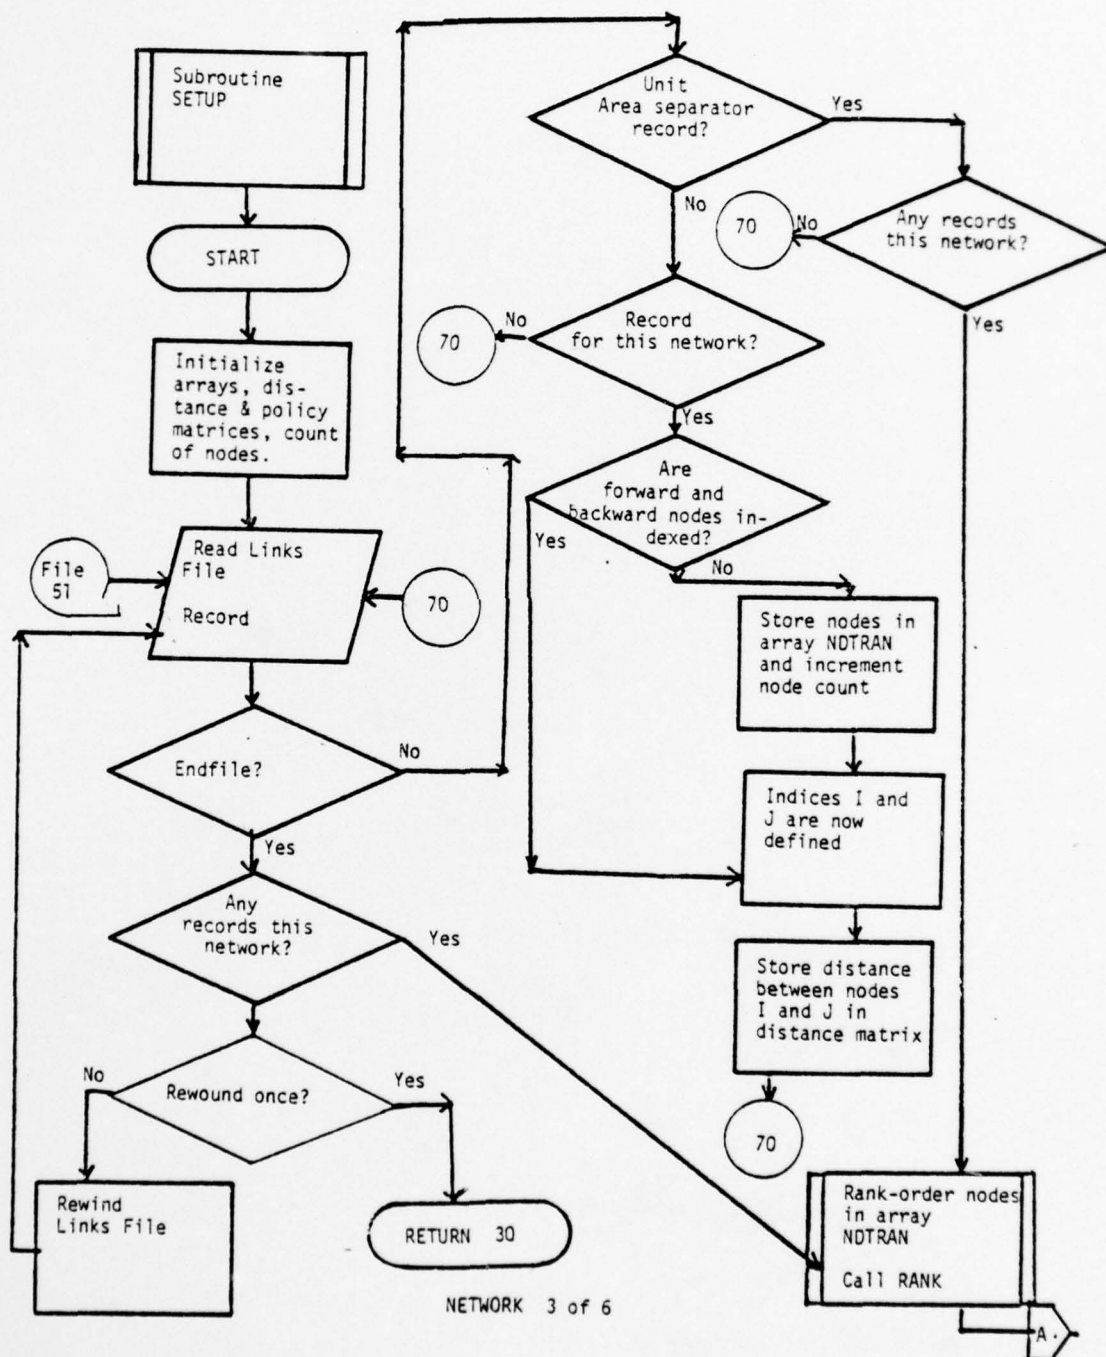 Subroutine
SETUP
START
Initialize
arrays, dis-
tance & policy
matrices, count
of nodes.
File
51
Read Links
File
Record
70
Endfile?
No
Yes
Any
records this
network?
Yes
Rewound once?
No
Yes
Rewind
Links File
RETURN 30
Unit
Area separator
record?
Yes
No
Any records
this network?
No
70
Yes
Record
for this network?
No
70
Yes
Are
forward and
backward nodes in-
dexed?
Yes
No
Store nodes in
array NDTRAN
and increment
node count
Indices I and
J are now
defined
Store distance
between nodes
I and J in
distance matrix
70
Rank-order nodes
in array
NDTRAN
Call RANK
A.
NETWORK 3 of 6